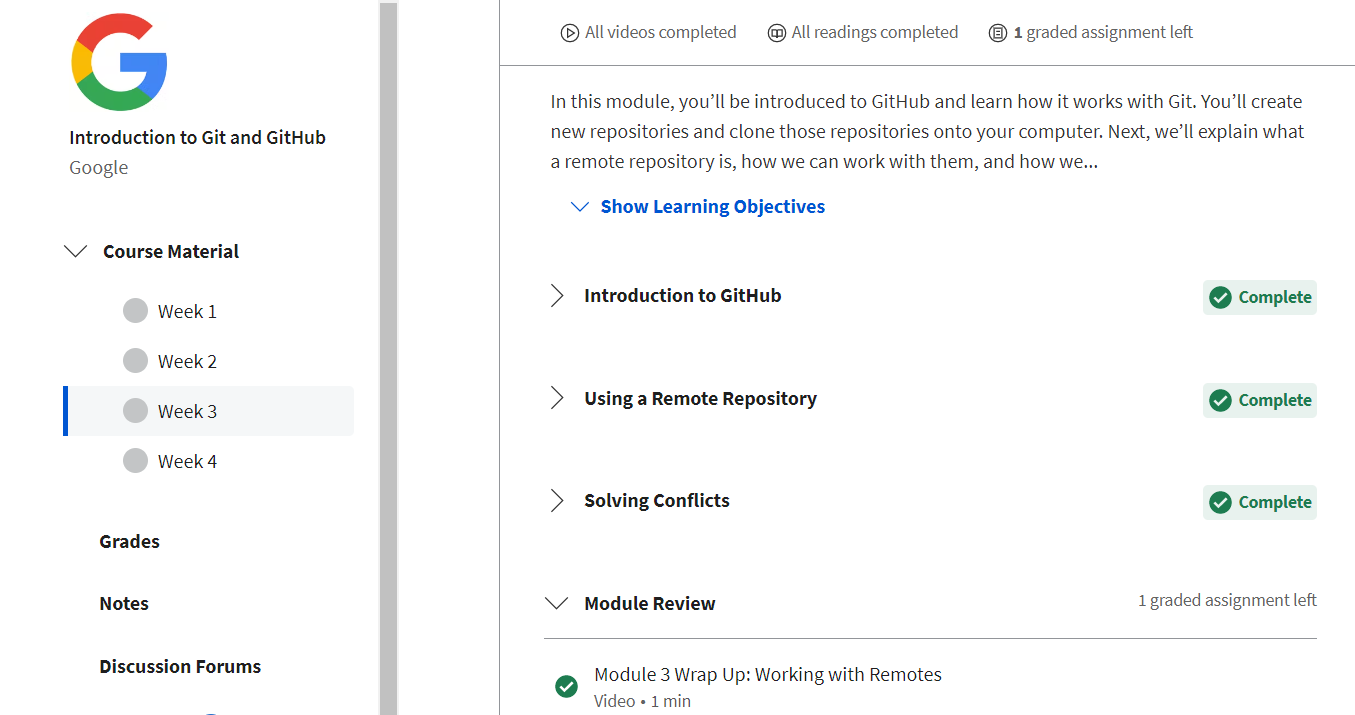 Introduction to Git and GitHub
Google
Course Material
Week 1
Week 2
Week 3
Week 4
Grades
Notes
Discussion Forums
All videos completed
All readings completed
1 graded assignment left
In this module, you’ll be introduced to GitHub and learn how it works with Git. You’ll create
new repositories and clone those repositories onto your computer. Next, we’ll explain what
a remote repository is, how we can work with them, and how we...
Show Learning Objectives
Introduction to GitHub
Complete
Using a Remote Repository
Complete
Solving Conflicts
Complete
Module Review
1 graded assignment left
Module 3 Wrap Up: Working with Remotes
Video • 1 min